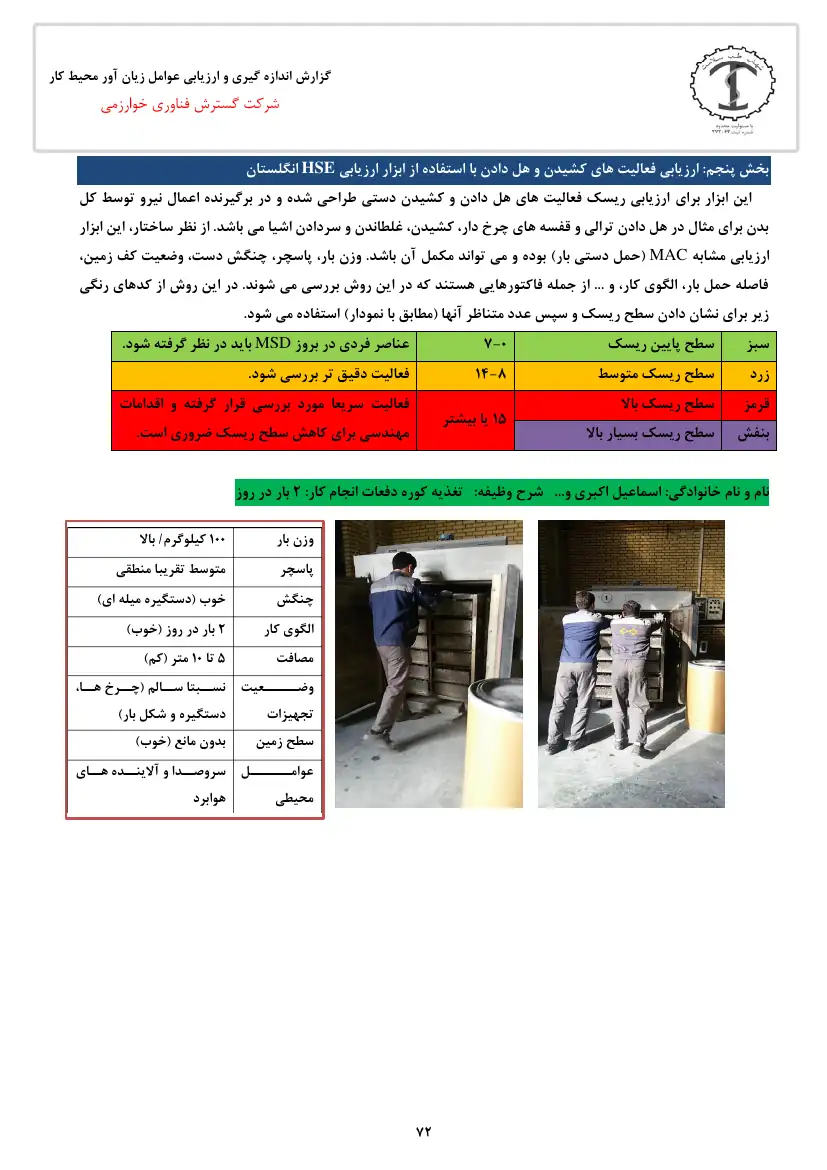 گزارش اندازه گیری و ارزیابی عوامل زیان آور محیط کار
شرکت گسترش فناوری خوارزمی
شهاب طب سلامت
با مسئولیت محدود
بخش پنجم: ارزیابی فعالیت های کشیدن و هل دادن با استفاده از ابزار ارزیابی HSE انگلستان
این ابزار برای ارزیابی ریسک فعالیت های هل دادن و کشیدن دستی طراحی شده و در برگیرنده اعمال نیرو توسط کل
بدن برای مثال در هل دادن ترالی و قفسه های چرخ دار، کشیدن، غلطاندن و سردادن اشیا می باشد. از نظر ساختار، این ابزار
ارزیابی مشابه MAC (حمل دستی بار) بوده و می تواند مکمل آن باشد. وزن بار، پاسچر، چنگش دست، وضعیت کف زمین،
فاصله حمل بار، الگوی کار، و ... از جمله فاکتورهایی هستند که در این روش بررسی می شوند. در این روش از کدهای رنگی
زیر برای نشان دادن سطح ریسک و سپس عدد متناظر آنها (مطابق با نمودار) استفاده می شود.
سبز سطح پایین ریسک ۷-۰ عناصر فردی در بروز MSD باید در نظر گرفته شود.
زرد سطح ریسک متوسط ۱۴-۸ فعالیت دقیق تر بررسی شود.
قرمز سطح ریسک بالا ۱۵ یا بیشتر فعالیت سریعا مورد بررسی قرار گرفته و اقدامات
بنفش سطح ریسک بسیار بالا مهندسی برای کاهش سطح ریسک ضروری است.
نام و نام خانوادگی: اسماعیل اکبری و... شرح وظیفه: تغذیه کوره دفعات انجام کار: ۲ بار در روز
وزن بار ۱۰۰ کیلوگرم/ بالا
پاسچر متوسط تقریبا منطقی
چنگش خوب (دستگیره میله ای)
الگوی کار ۲ بار در روز (خوب)
مصافت ۵ تا ۱۰ متر (کم)
وضعیت نسبتا سالم (چرخ ها،
تجهیزات دستگیره و شکل بار)
سطح زمین بدون مانع (خوب)
عوامل سروصدا و آلاینده های
محیطی هوابرد
۷۲